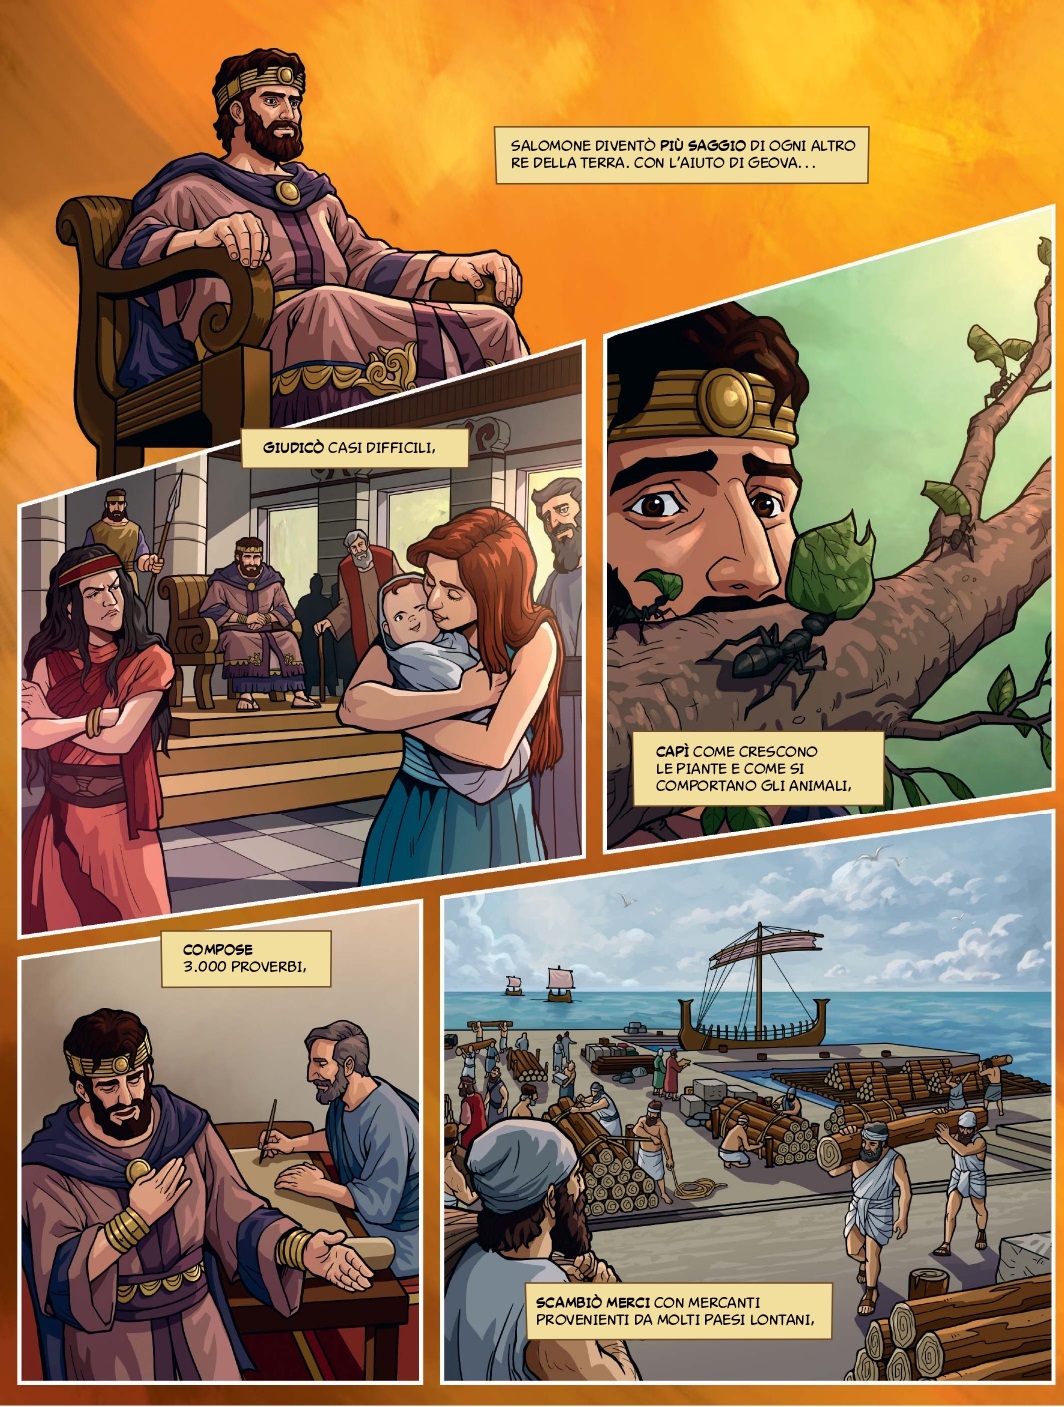 SALOMONE DIVENTÒ PIÙ SAGGIO DI OGNI ALTRO
RE DELLA TERRA. CON L'AIUTO DI GEOVA...
GIUDICÒ CASI DIFFICILI,
CAPÌ COME CRESCONO
LE PIANTE E COME SI
COMPORTANO GLI ANIMALI,
COMPOSE
3.000 PROVERBI,
SCAMBIÒ MERCI CON MERCANTI
PROVENIENTI DA MOLTI PAESI LONTANI,